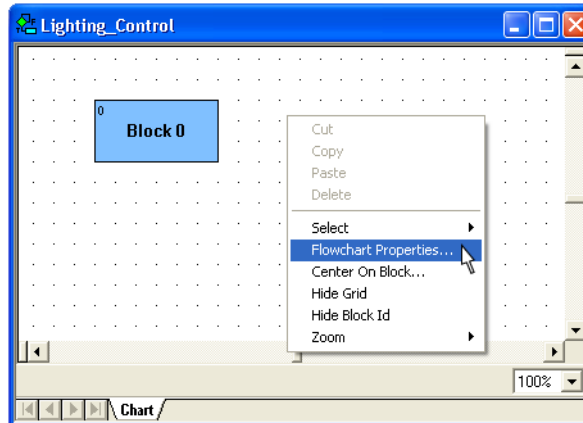 Lighting_Control
0
Block 0
Cut
Copy
Paste
Delete
Select
Flowchart Properties...
Center On Block...
Hide Grid
Hide Block Id
Zoom
100%
Chart